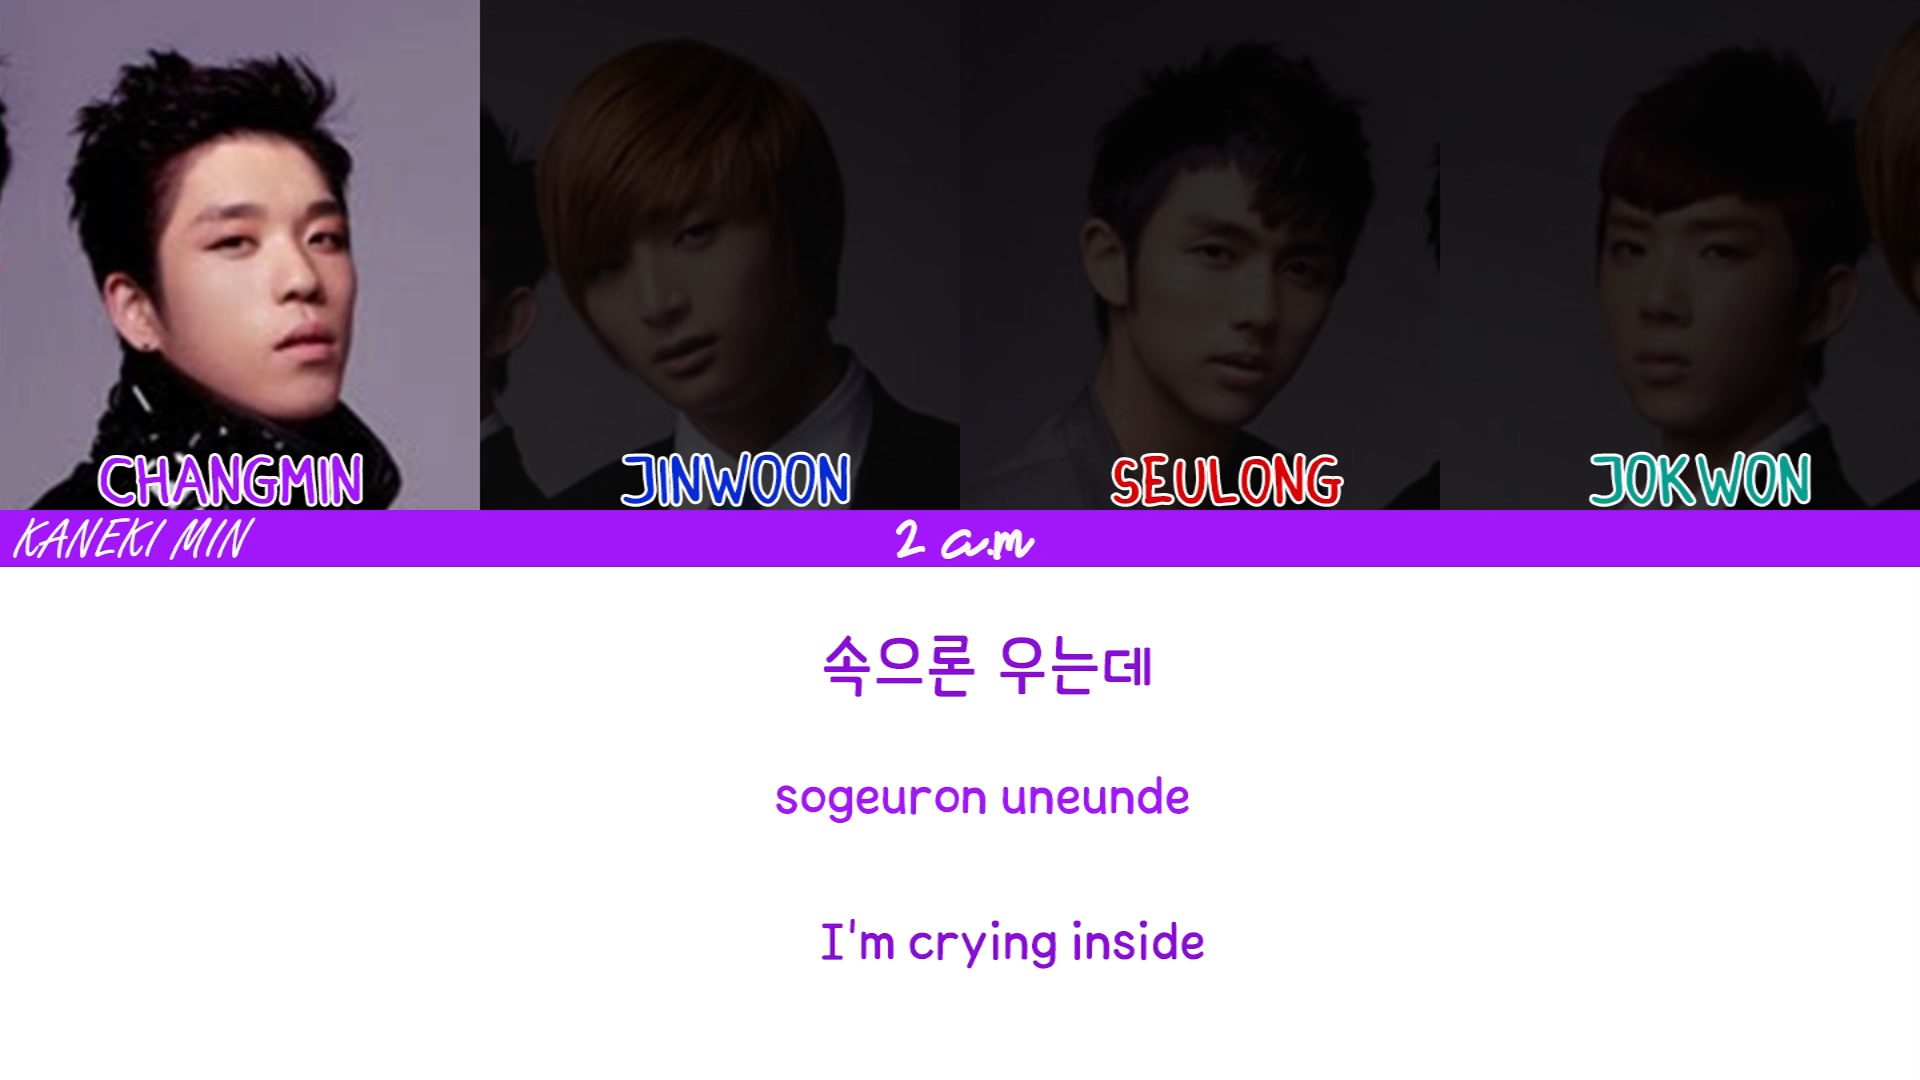 CHANGMIN JINWOON SEULONG JOKWON
KANEKI MIN 2 a.m
속으론 우는데
sogeuron uneunde
I'm crying inside